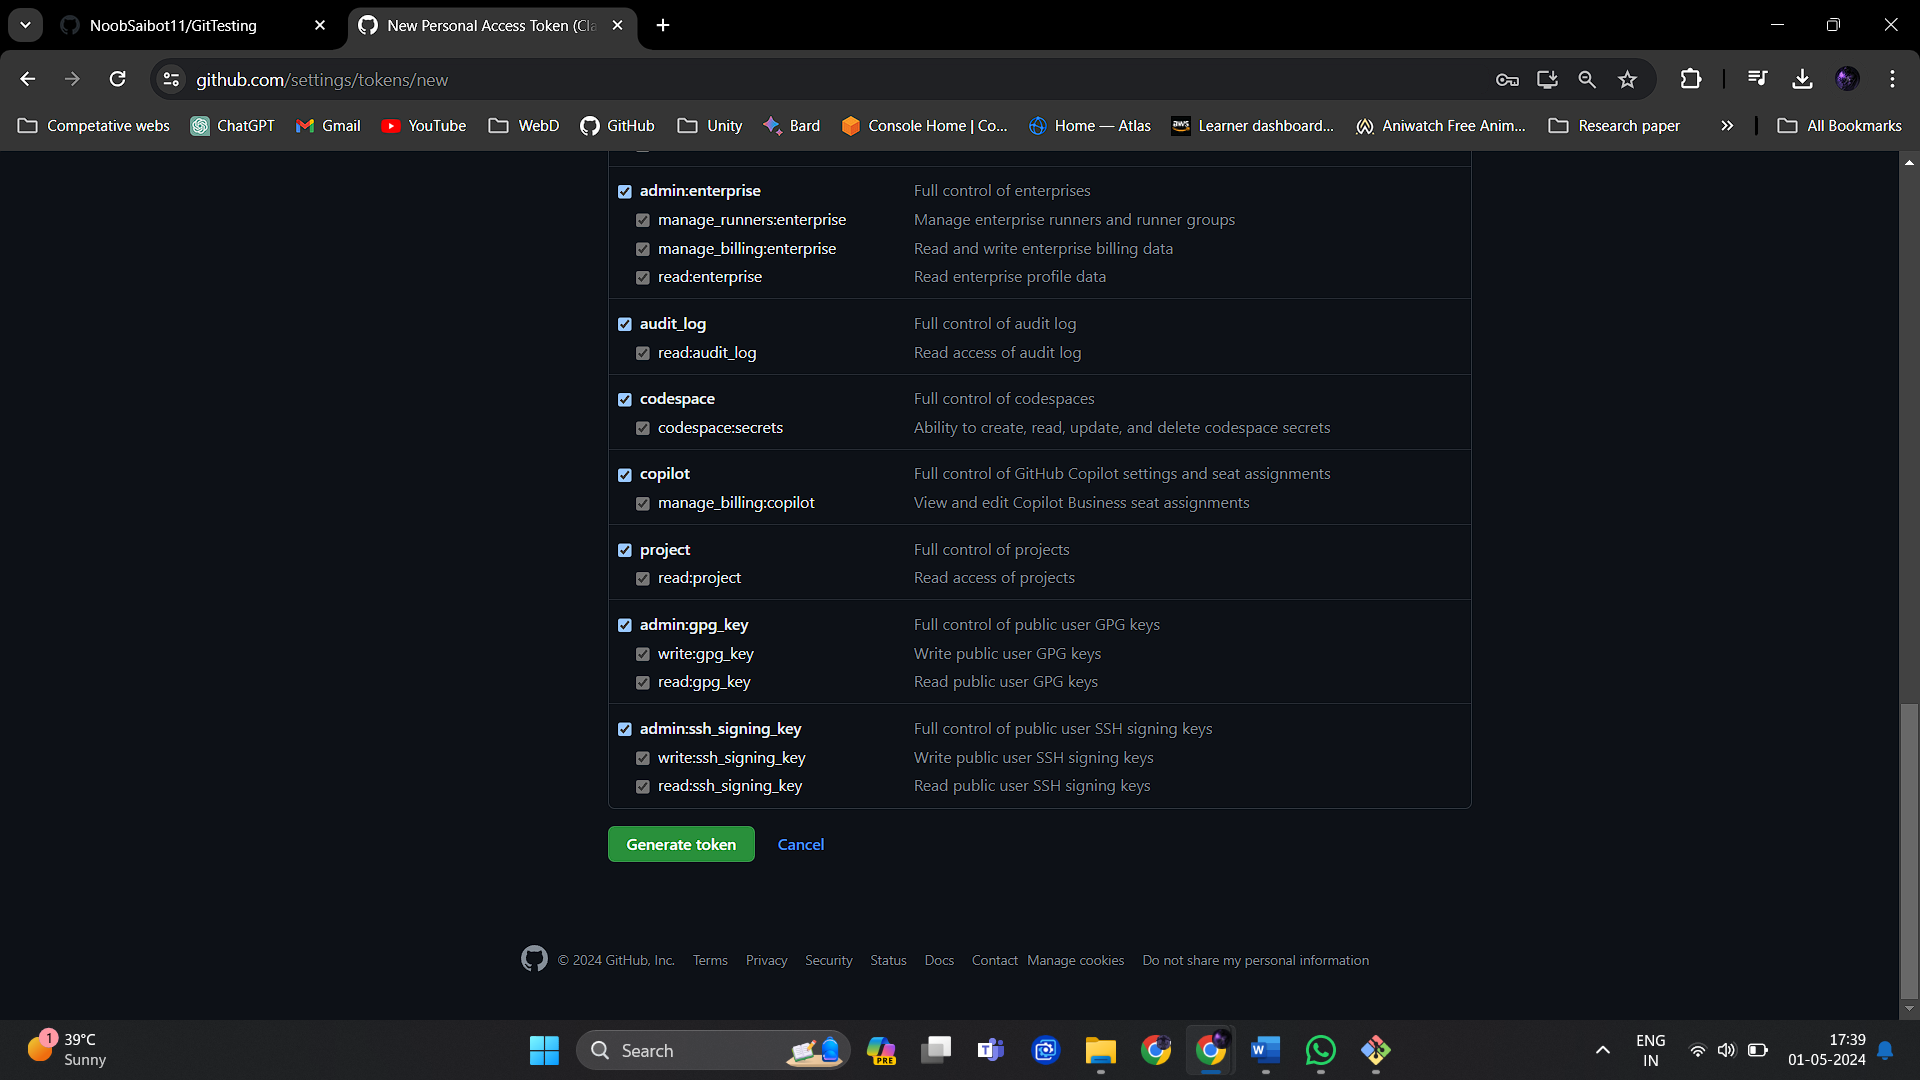 NoobSaibot11/GitTesting
New Personal Access Token (Cla
github.com/settings/tokens/new
Competative webs ChatGPT Gmail YouTube WebD GitHub Unity Bard Console Home | Co... Home — Atlas Learner dashboard... Aniwatch Free Anim... Research paper » All Bookmarks
admin:enterprise Full control of enterprises
manage_runners:enterprise Manage enterprise runners and runner groups
manage_billing:enterprise Read and write enterprise billing data
read:enterprise Read enterprise profile data
audit_log Full control of audit log
read:audit_log Read access of audit log
codespace Full control of codespaces
codespace:secrets Ability to create, read, update, and delete codespace secrets
copilot Full control of GitHub Copilot settings and seat assignments
manage_billing:copilot View and edit Copilot Business seat assignments
project Full control of projects
read:project Read access of projects
admin:gpg_key Full control of public user GPG keys
write:gpg_key Write public user GPG keys
read:gpg_key Read public user GPG keys
admin:ssh_signing_key Full control of public user SSH signing keys
write:ssh_signing_key Write public user SSH signing keys
read:ssh_signing_key Read public user SSH signing keys
Generate token Cancel
© 2024 GitHub, Inc. Terms Privacy Security Status Docs Contact Manage cookies Do not share my personal information
1 39°C
Sunny
Search
PRE
ENG
IN
17:39
01-05-2024